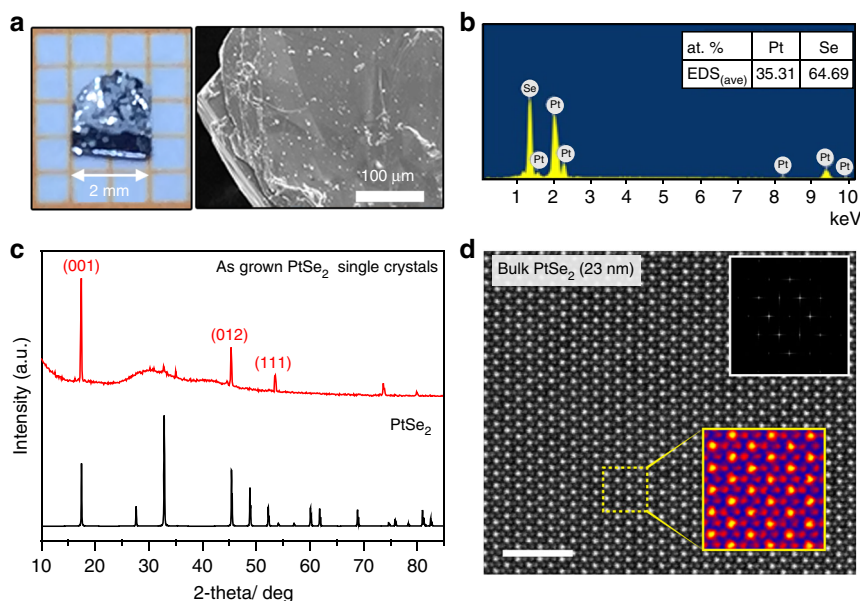 a
2 mm
100 μm
b
at. % Pt Se
EDS(ave) 35.31 64.69
Se
Pt
Pt
Pt
Pt
Pt
Pt
1 2 3 4 5 6 7 8 9 10
keV
c
As grown PtSe2 single crystals
(001)
(012)
(111)
PtSe2
Intensity (a.u.)
10 20 30 40 50 60 70 80
2-theta/ deg
d
Bulk PtSe2 (23 nm)